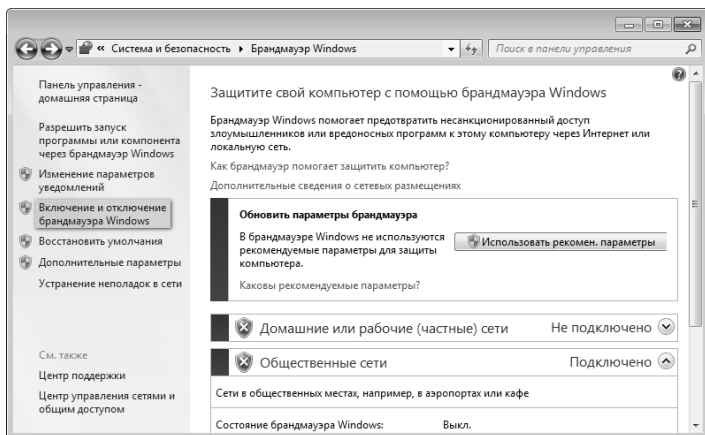 « Система и безопасность ▸ Брандмауэр Windows
Поиск в панели управления
Панель управления -
домашняя страница
Разрешить запуск
программы или компонента
через брандмауэр Windows
Изменение параметров
уведомлений
Включение и отключение
брандмауэра Windows
Восстановить умолчания
Дополнительные параметры
Устранение неполадок в сети
См. также
Центр поддержки
Центр управления сетями и
общим доступом
Защитите свой компьютер с помощью брандмауэра Windows
Брандмауэр Windows помогает предотвратить несанкционированный доступ
злоумышленников или вредоносных программ к этому компьютеру через Интернет или
локальную сеть.
Как брандмауэр помогает защитить компьютер?
Дополнительные сведения о сетевых размещениях
Обновить параметры брандмауэра
В брандмауэре Windows не используются
рекомендуемые параметры для защиты
компьютера.
Использовать рекомен. параметры
Каковы рекомендуемые параметры?
Домашние или рабочие (частные) сети Не подключено
Общественные сети Подключено
Сети в общественных местах, например, в аэропортах или кафе
Состояние брандмауэра Windows: Выкл.